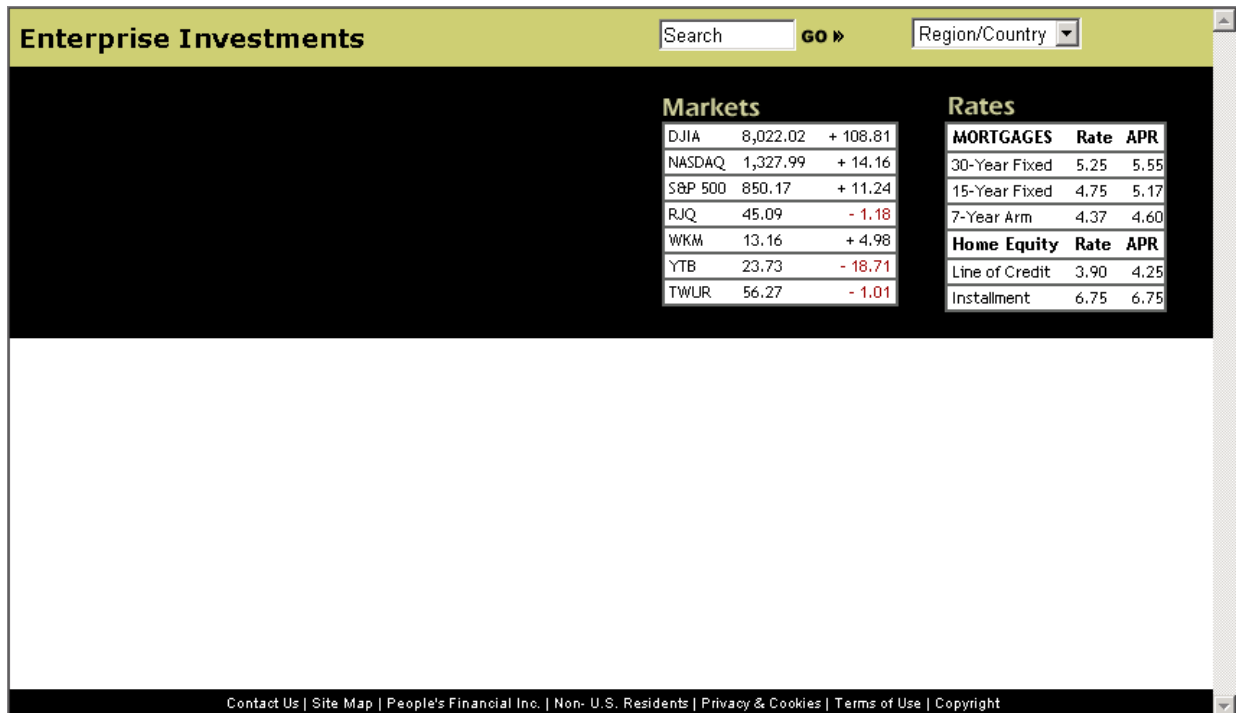 Enterprise Investments
Search GO » Region/Country
Markets
DJIA 8,022.02 + 108.81
NASDAQ 1,327.99 + 14.16
S&P 500 850.17 + 11.24
RJQ 45.09 - 1.18
WKM 13.16 + 4.98
YTB 23.73 - 18.71
TWUR 56.27 - 1.01
Rates
MORTGAGES Rate APR
30-Year Fixed 5.25 5.55
15-Year Fixed 4.75 5.17
7-Year Arm 4.37 4.60
Home Equity Rate APR
Line of Credit 3.90 4.25
Installment 6.75 6.75
Contact Us | Site Map | People's Financial Inc. | Non- U.S. Residents | Privacy & Cookies | Terms of Use | Copyright